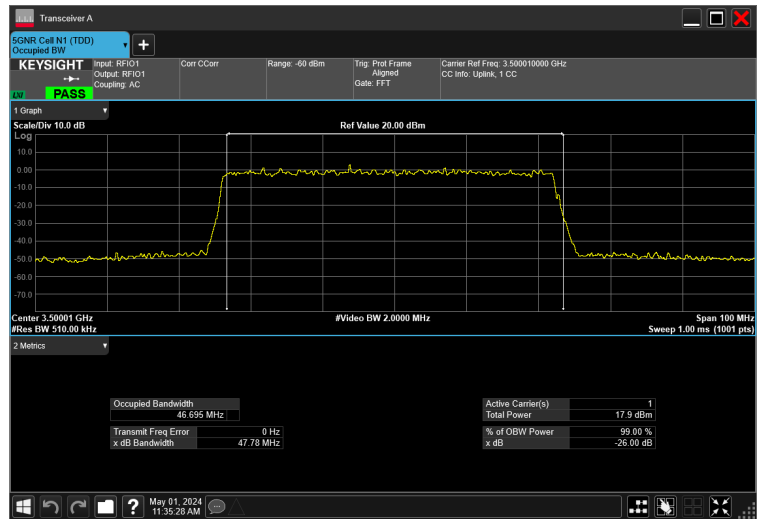 Transceiver A
5GNR Cell N1 (TDD)
Occupied BW
KEYSIGHT
LXI
PASS
Input: RFIO1
Output: RFIO1
Coupling: AC
Corr CCorr
Range: -60 dBm
Trig: Prot Frame
Aligned
Gate: FFT
Carrier Ref Freq: 3.500010000 GHz
CC Info: Uplink, 1 CC
1 Graph
Scale/Div 10.0 dB
Ref Value 20.00 dBm
Log
10.0
0.00
-10.0
-20.0
-30.0
-40.0
-50.0
-60.0
-70.0
Center 3.50001 GHz
#Video BW 2.0000 MHz
Span 100 MHz
#Res BW 510.00 kHz
Sweep 1.00 ms (1001 pts)
2 Metrics
Occupied Bandwidth
46.695 MHz
Transmit Freq Error 0 Hz
x dB Bandwidth 47.78 MHz
Active Carrier(s) 1
Total Power 17.9 dBm
% of OBW Power 99.00 %
x dB -26.00 dB
?
May 01, 2024
11:35:28 AM